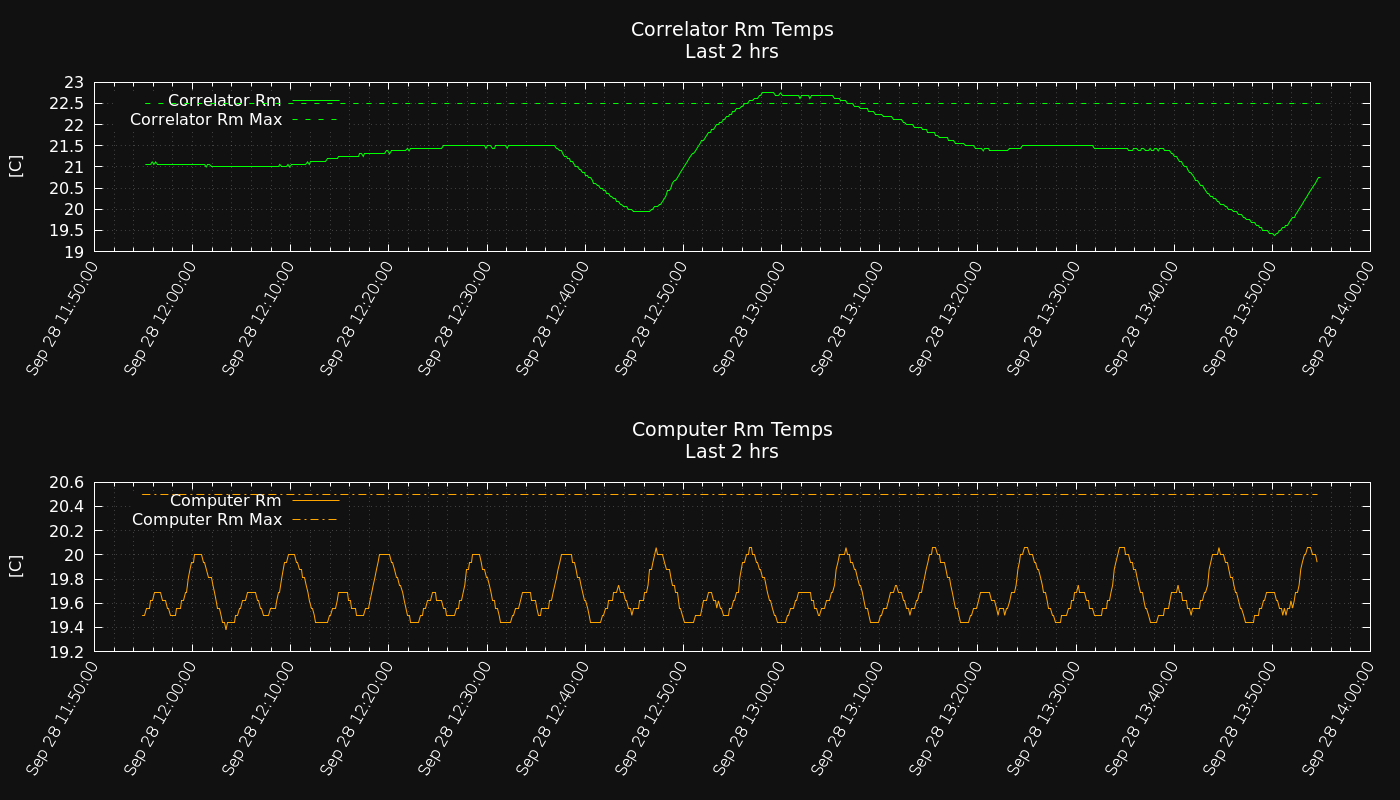 Correlator Rm Temps
Last 2 hrs
23
22.5
22
21.5
21
20.5
20
19.5
19
[C]
Correlator Rm
Correlator Rm Max
Sep 28 11:50:00
Sep 28 12:00:00
Sep 28 12:10:00
Sep 28 12:20:00
Sep 28 12:30:00
Sep 28 12:40:00
Sep 28 12:50:00
Sep 28 13:00:00
Sep 28 13:10:00
Sep 28 13:20:00
Sep 28 13:30:00
Sep 28 13:40:00
Sep 28 13:50:00
Sep 28 14:00:00
Computer Rm Temps
Last 2 hrs
20.6
20.4
20.2
20
19.8
19.6
19.4
19.2
[C]
Computer Rm
Computer Rm Max
Sep 28 11:50:00
Sep 28 12:00:00
Sep 28 12:10:00
Sep 28 12:20:00
Sep 28 12:30:00
Sep 28 12:40:00
Sep 28 12:50:00
Sep 28 13:00:00
Sep 28 13:10:00
Sep 28 13:20:00
Sep 28 13:30:00
Sep 28 13:40:00
Sep 28 13:50:00
Sep 28 14:00:00